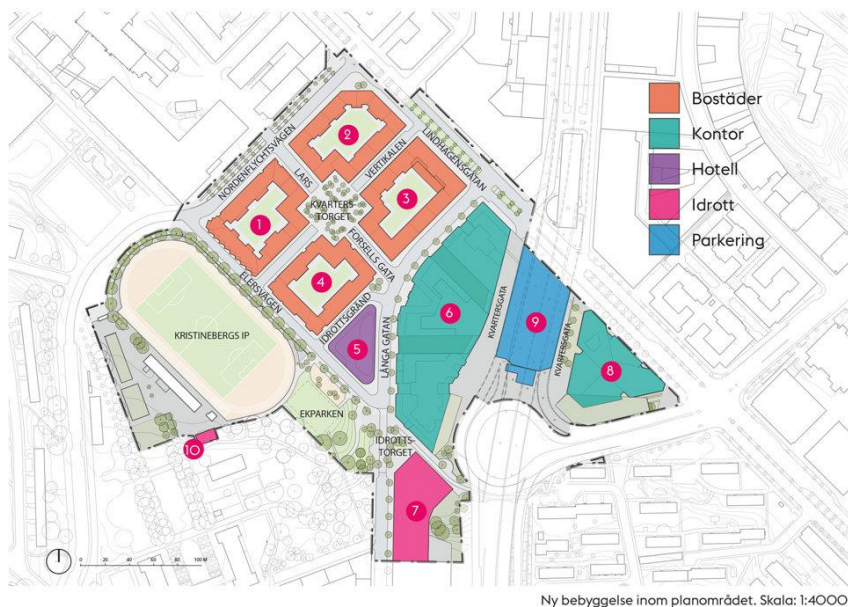 Bostäder
Kontor
Hotell
Idrott
Parkering
NORDENFLYCHTSVÄGEN
LINDHAGENSGATAN
VERTIKALEN
LARS
FORSELLS GATA
KVARTERS-
TORGET
ELERSVÄGEN
IDROTTSGRÄND
LÅNGA GATAN
KVARTERSGATA
KVARTERSGATA
KRISTINEBERGS IP
EKPARKEN
IDROTTS-
TORGET
1
2
3
4
5
6
7
8
9
10
0 20 40 60 80 100 M
Ny bebyggelse inom planområdet. Skala: 1:4000